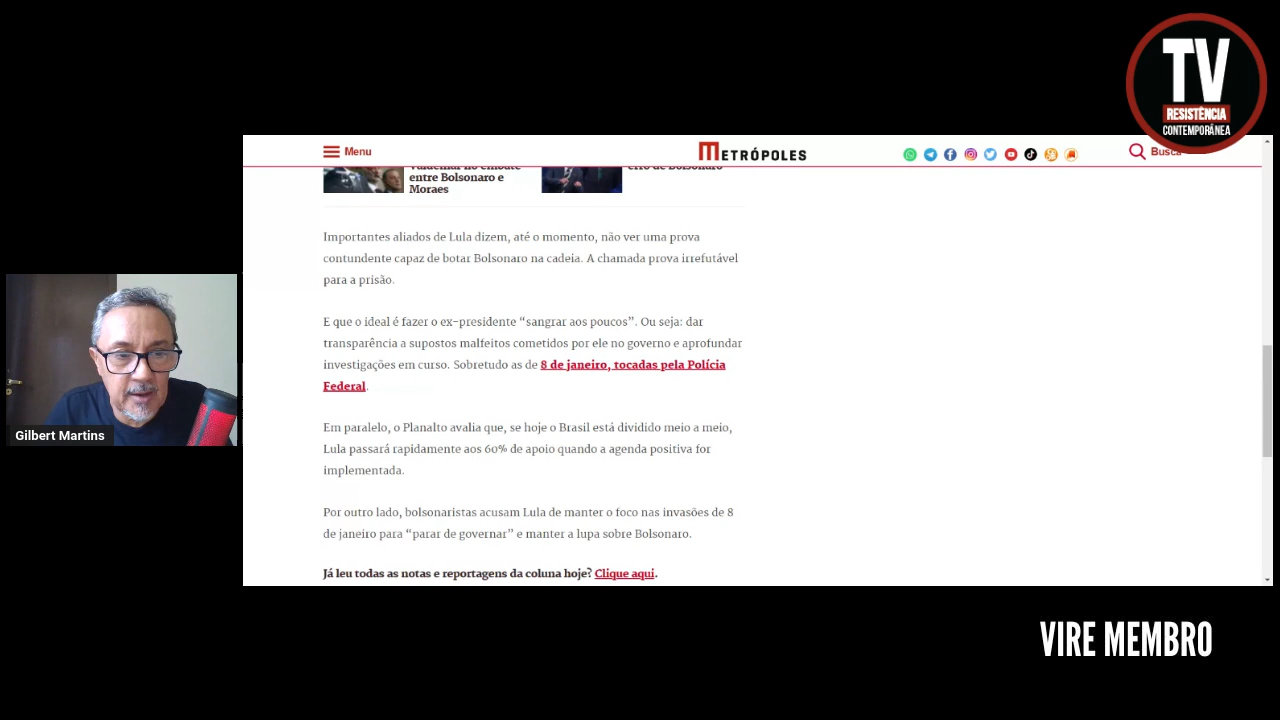 TV
RESISTÊNCIA
CONTEMPORÂNEA
Menu
METRÓPOLES
Busca
entre Bolsonaro e
Moraes
Importantes aliados de Lula dizem, até o momento, não ver uma prova
contundente capaz de botar Bolsonaro na cadeia. A chamada prova irrefutável
para a prisão.
E que o ideal é fazer o ex-presidente “sangrar aos poucos”. Ou seja: dar
transparência a supostos malfeitos cometidos por ele no governo e aprofundar
investigações em curso. Sobretudo as de 8 de janeiro, tocadas pela Polícia
Federal.
Em paralelo, o Planalto avalia que, se hoje o Brasil está dividido meio a meio,
Lula passará rapidamente aos 60% de apoio quando a agenda positiva for
implementada.
Por outro lado, bolsonaristas acusam Lula de manter o foco nas invasões de 8
de janeiro para “parar de governar” e manter a lupa sobre Bolsonaro.
Já leu todas as notas e reportagens da coluna hoje? Clique aqui.
Gilbert Martins
VIRE MEMBRO